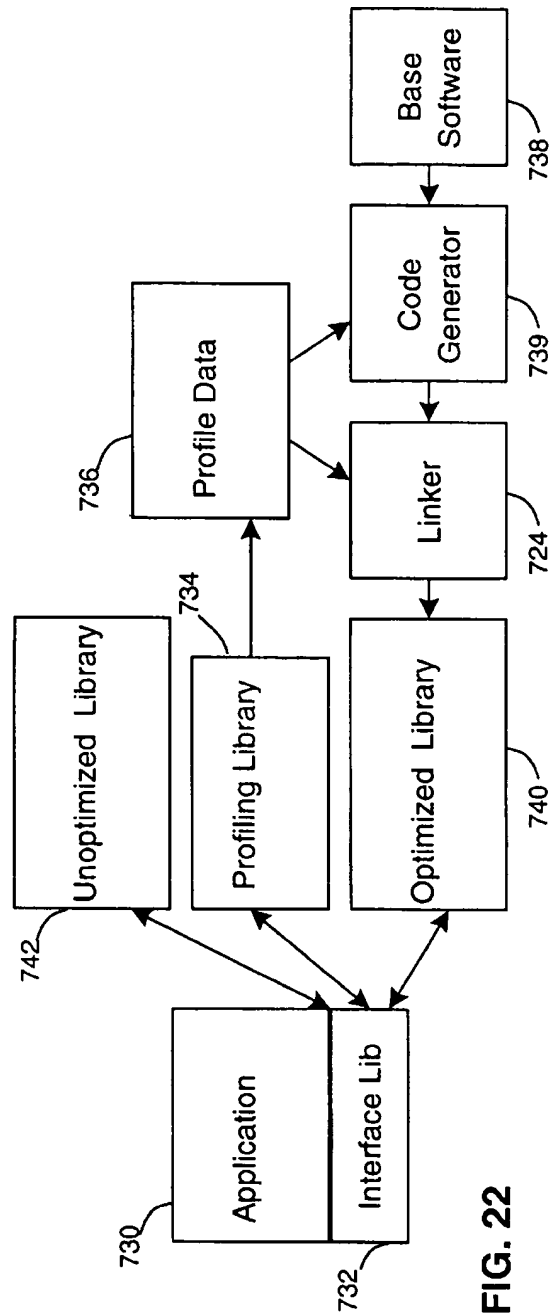 730
Application
Interface Lib
732
742
Unoptimized Library
734
Profiling Library
Optimized Library
740
736
Profile Data
Linker
724
Code
Generator
739
Base
Software
738
FIG. 22